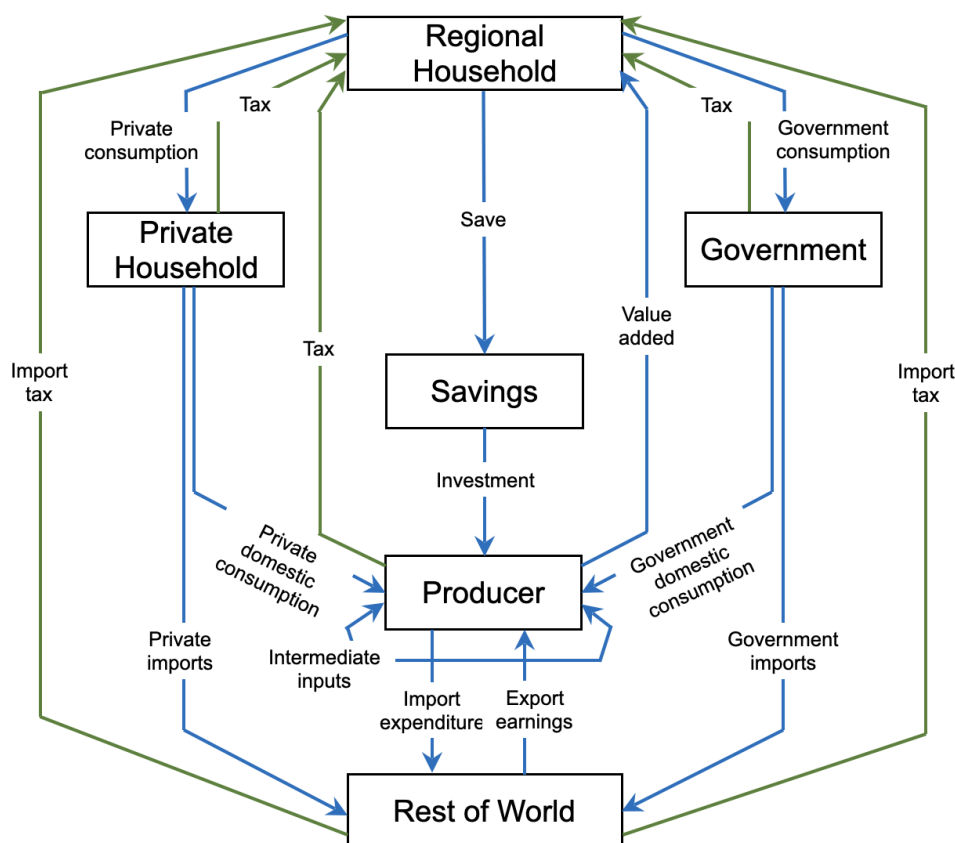 Regional
Household
Tax
Tax
Private
consumption
Government
consumption
Private
Household
Save
Government
Value
added
Tax
Import
tax
Import
tax
Savings
Investment
Private
domestic
consumption
Government
domestic
consumption
Producer
Private
imports
Intermediate
inputs
Government
imports
Import
expenditure
Export
earnings
Rest of World